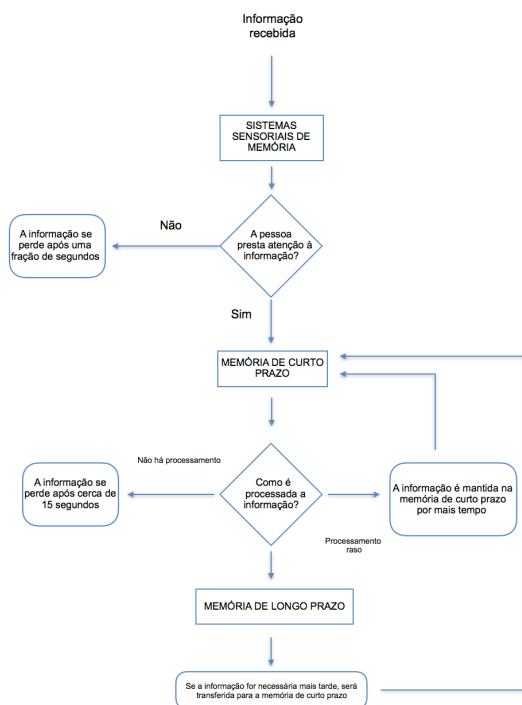 Informação
recebida
SISTEMAS
SENSORIAIS DE
MEMÓRIA
Não
A informação se
perde após uma
fração de segundos
A pessoa
presta atenção à
informação?
Sim
MEMÓRIA DE CURTO
PRAZO
Não há processamento
A informação se
perde após cerca de
15 segundos
Como é
processada a
informação?
A informação é mantida na
memória de curto prazo
por mais tempo
Processamento
raso
MEMÓRIA DE LONGO PRAZO
Se a informação for necessária mais tarde, será
transferida para a memória de curto prazo